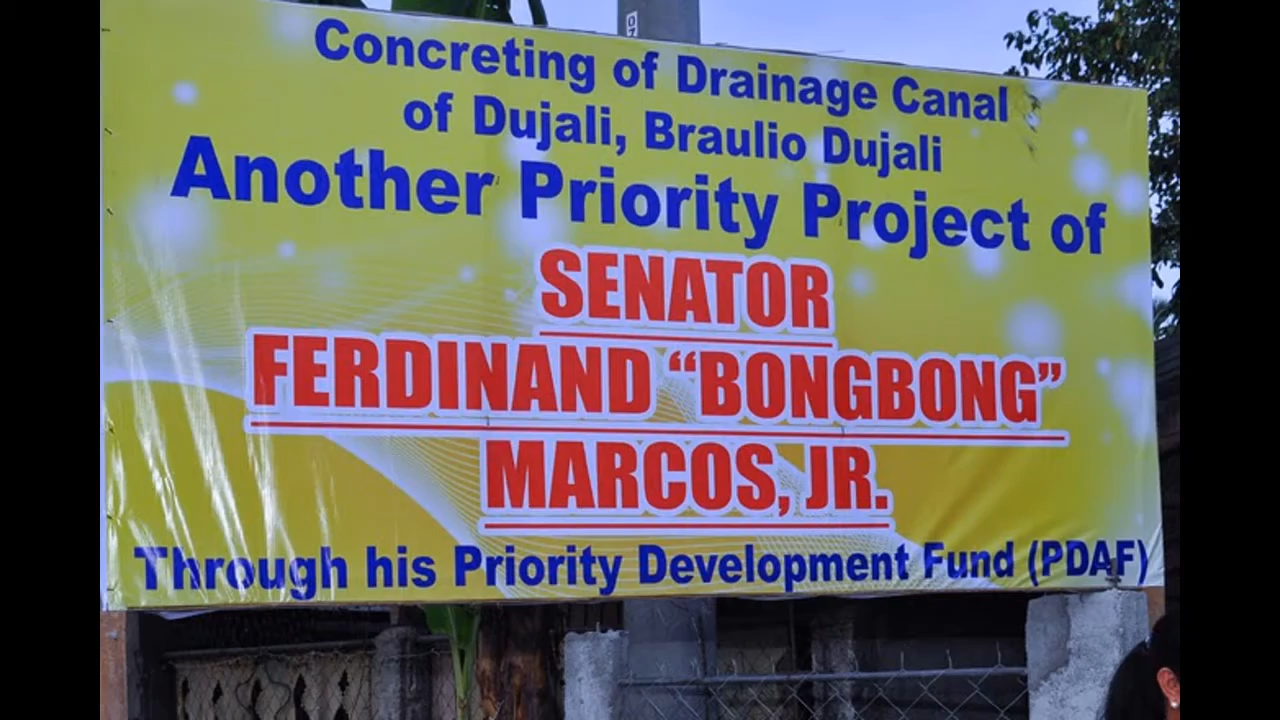 Concreting of Drainage Canal
of Dujali, Braulio Dujali
Another Priority Project of
SENATOR
FERDINAND “BONGBONG”
MARCOS, JR.
Through his Priority Development Fund (PDAF)
07